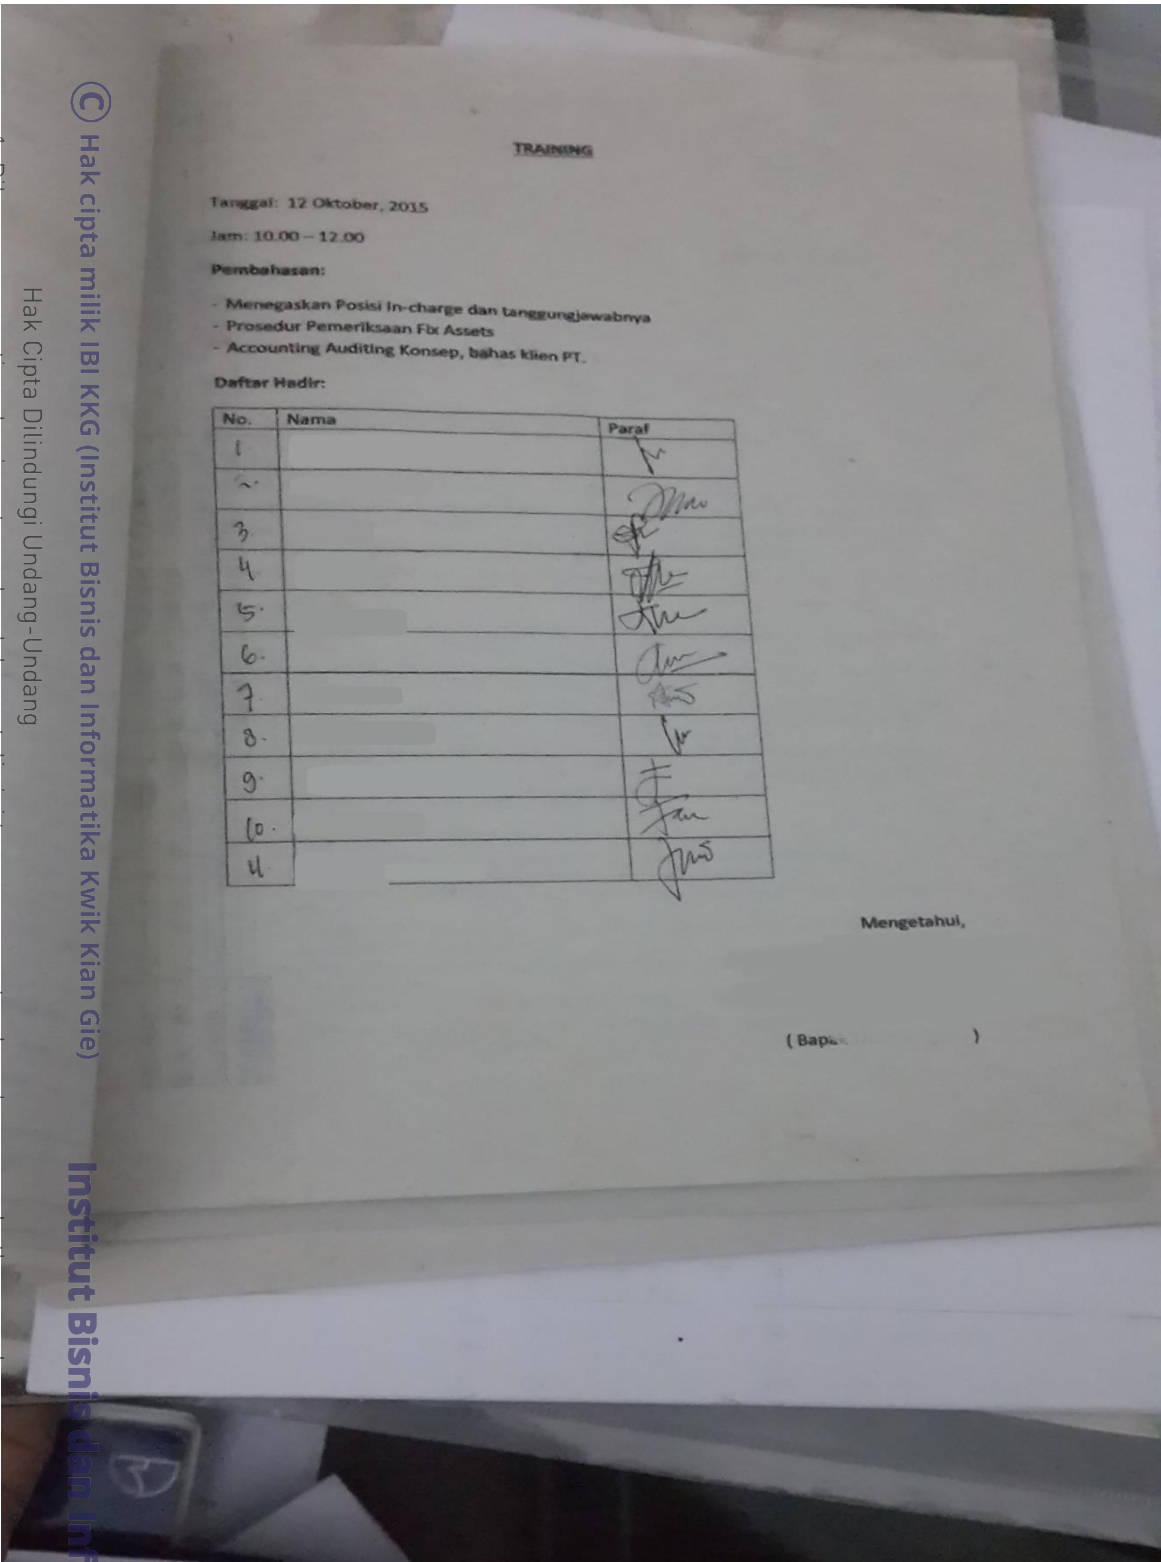 TRAINING
Tanggal: 12 Oktober, 2015
Jam: 10.00 – 12.00
Pembahasan:
- Menegaskan Posisi In-charge dan tanggungjawabnya
- Prosedur Pemeriksaan Fix Assets
- Accounting Auditing Konsep, bahas klien PT.
Daftar Hadir:
No. Nama Paraf
1.
2.
3.
4.
5.
6.
7.
8.
9.
10.
11.
Mengetahui,
( )
© Hak cipta milik IBI KKG (Institut Bisnis dan Informatika Kwik Kian Gie)
Institut Bisnis dan Inf
Hak Cipta Dilindungi Undang-Undang